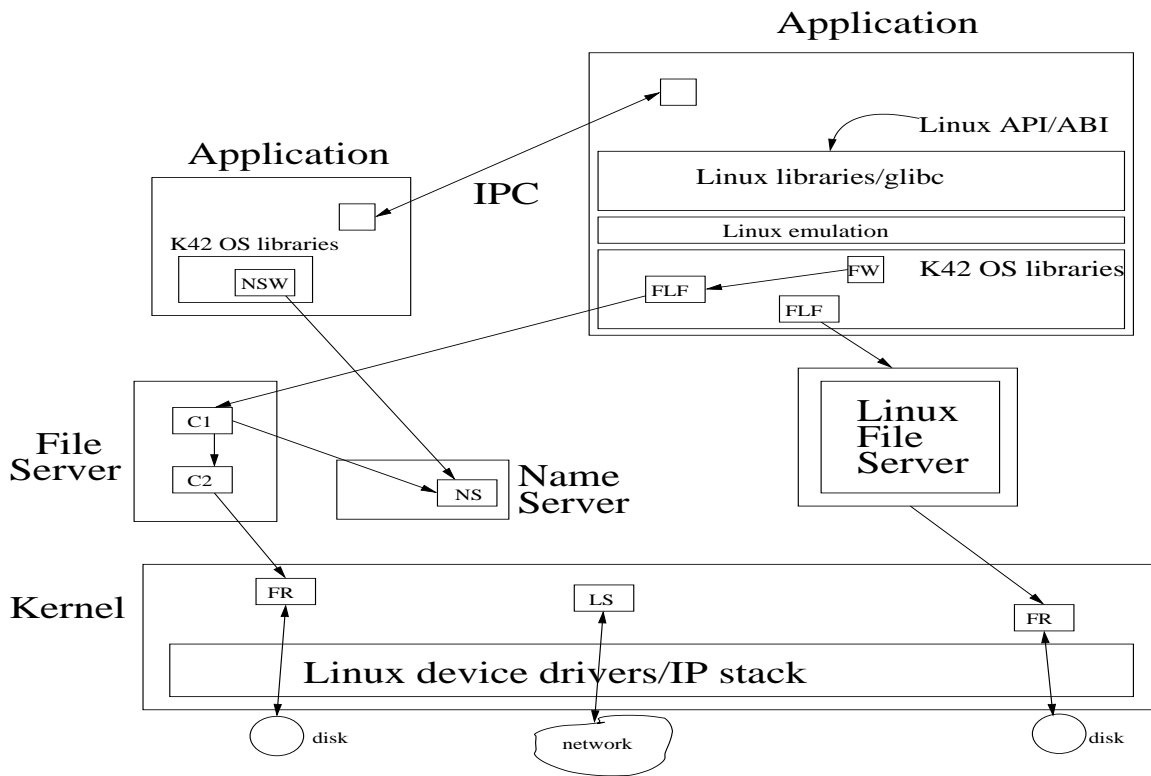 Application
Linux API/ABI
Application
Linux libraries/glibc
IPC
Linux emulation
K42 OS libraries
FW
K42 OS libraries
NSW
FLF
FLF
C1
Linux
File
Server
File
Server
C2
NS
Name
Server
FR
LS
FR
Kernel
Linux device drivers/IP stack
disk
network
disk